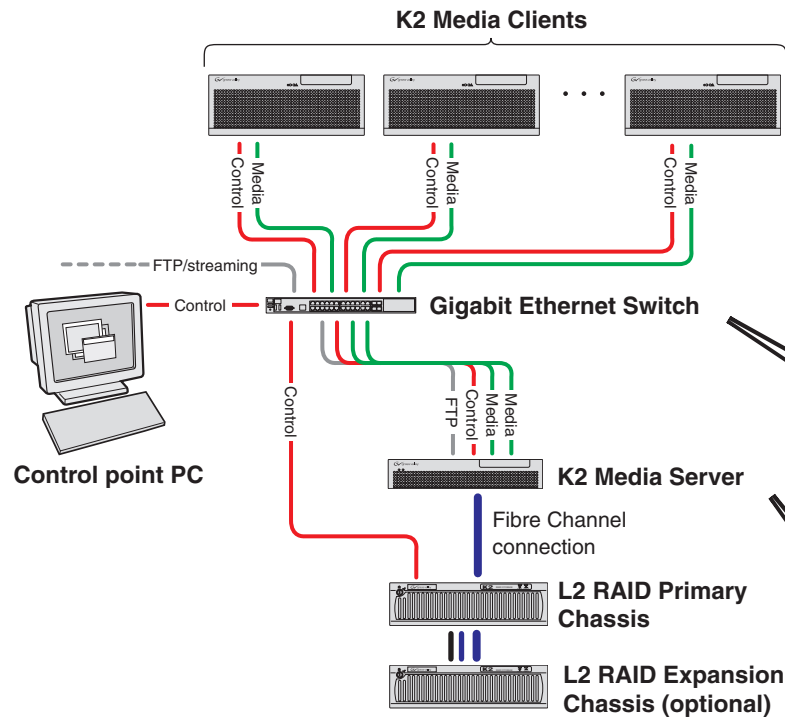 K2 Media Clients
Control
Media
Control
Media
Control
Media
FTP/streaming
Control
Gigabit Ethernet Switch
Control
FTP
Control
Media
Media
Control point PC
K2 Media Server
Fibre Channel
connection
L2 RAID Primary
Chassis
K2
L2 RAID Expansion
Chassis (optional)
K2